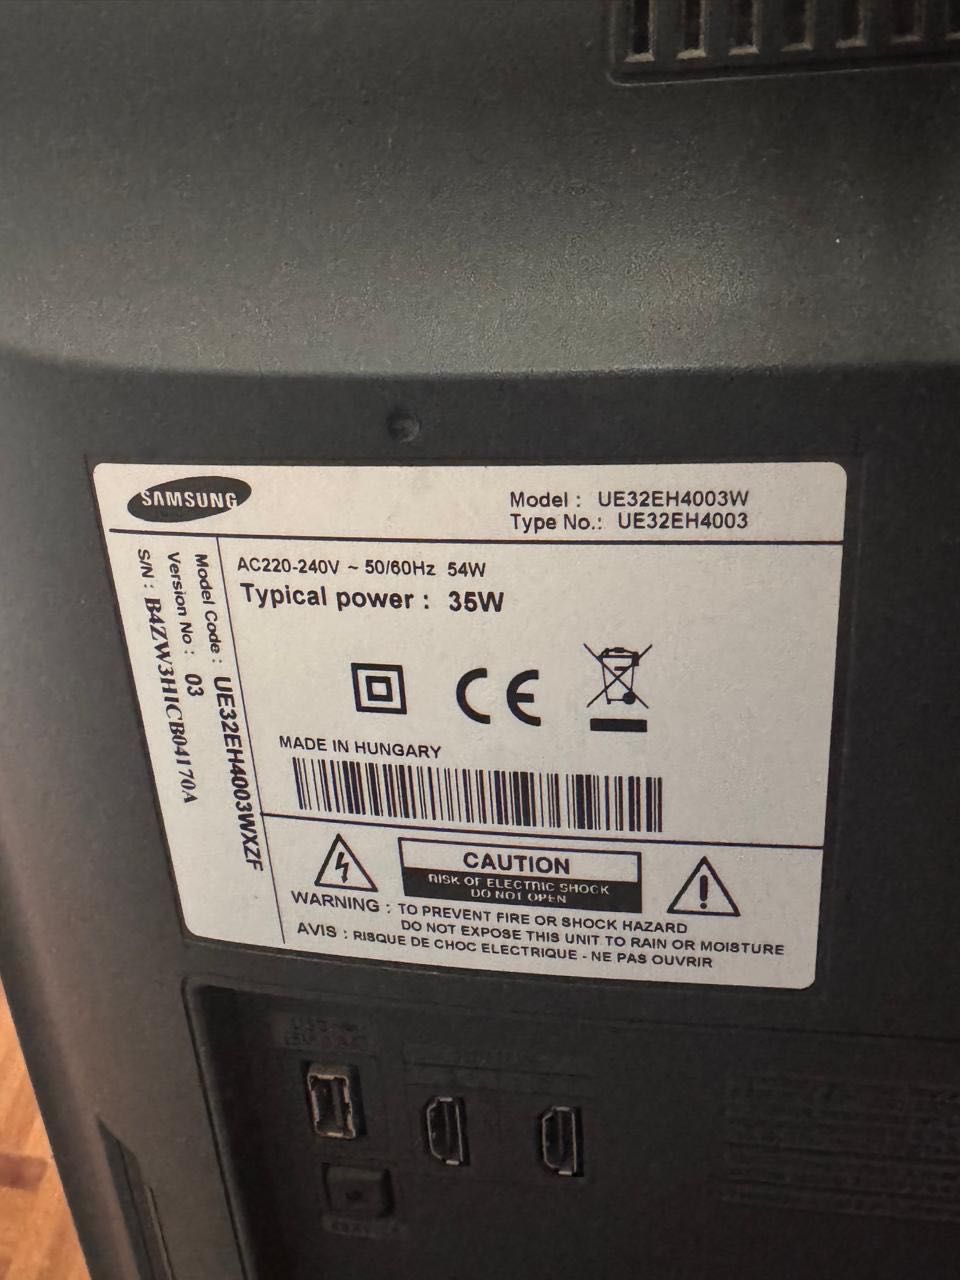 SAMSUNG
Model : UE32EH4003W
Type No.: UE32EH4003
AC220-240V ~ 50/60Hz 54W
Typical power : 35W
Model Code : UE32EH4003WXZF
Version No : 03
S/N : B4ZW3HICB04170A
CE
MADE IN HUNGARY
CAUTION
RISK OF ELECTRIC SHOCK
DO NOT OPEN
WARNING : TO PREVENT FIRE OR SHOCK HAZARD
DO NOT EXPOSE THIS UNIT TO RAIN OR MOISTURE
AVIS : RISQUE DE CHOC ELECTRIQUE - NE PAS OUVRIR